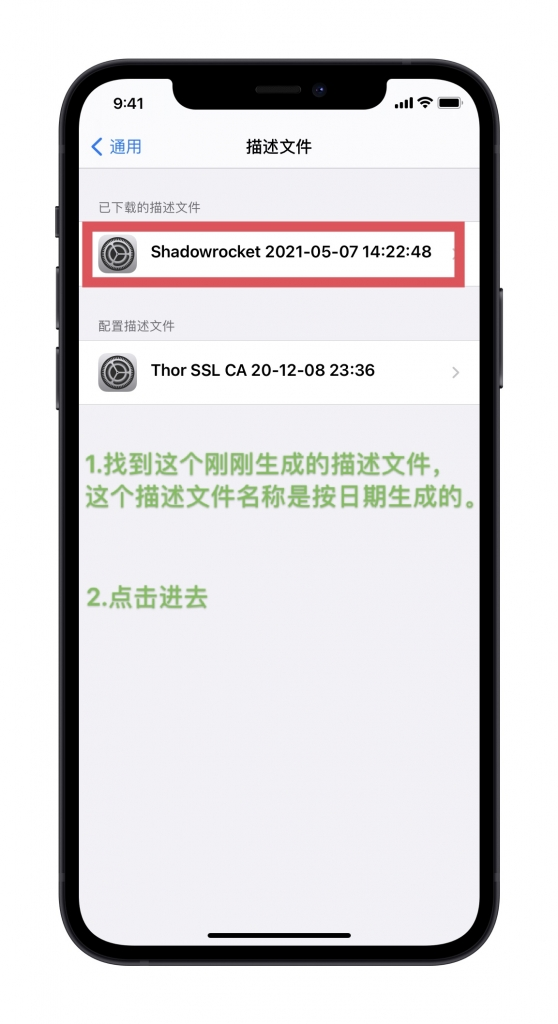 9:41
通用
描述文件
已下载的描述文件
Shadowrocket 2021-05-07 14:22:48
配置描述文件
Thor SSL CA 20-12-08 23:36
1.找到这个刚刚生成的描述文件，
这个描述文件名称是按日期生成的。
2.点击进去